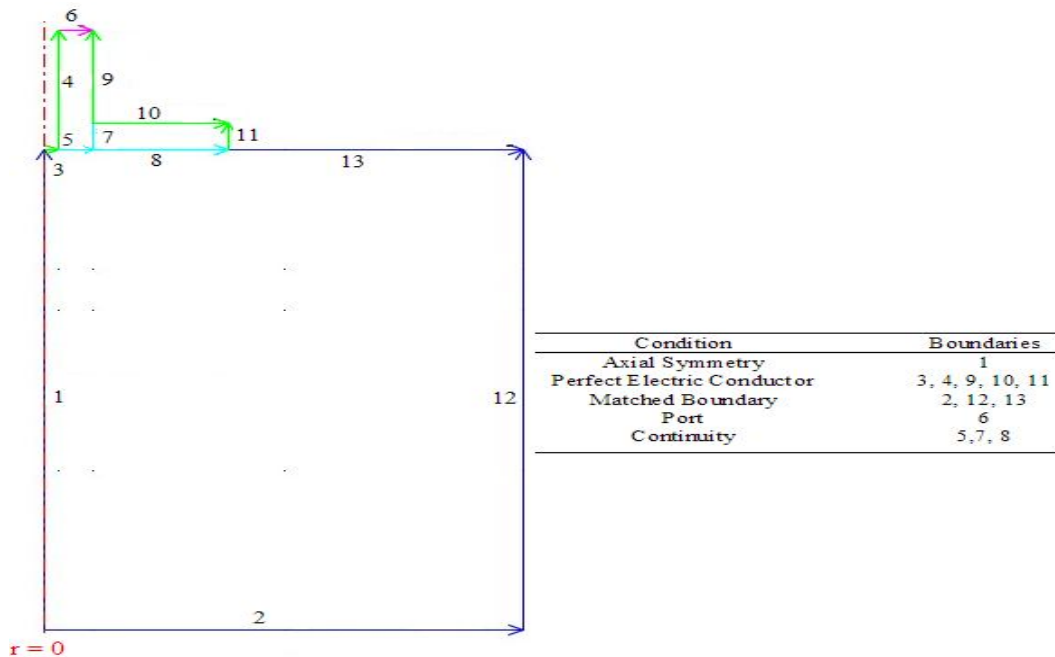 6
4
9
10
5
7
11
3
8
13
1
12
2
r = 0
Condition Boundaries
Axial Symmetry 1
Perfect Electric Conductor 3, 4, 9, 10, 11
Matched Boundary 2, 12, 13
Port 6
Continuity 5,7, 8